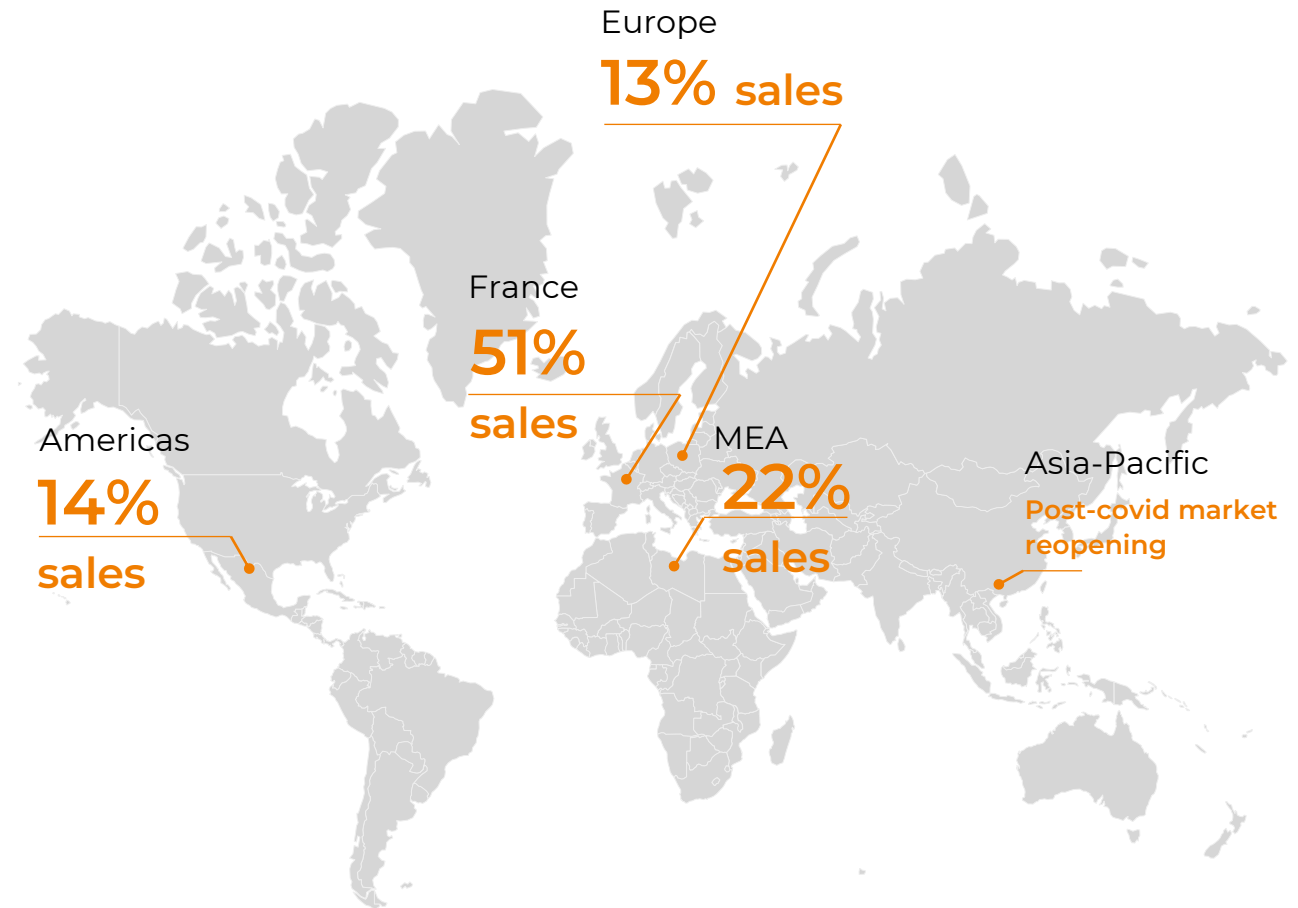 Europe
13% sales
France
51%
sales
Americas
14%
sales
MEA
22%
sales
Asia-Pacific
Post-covid market
reopening